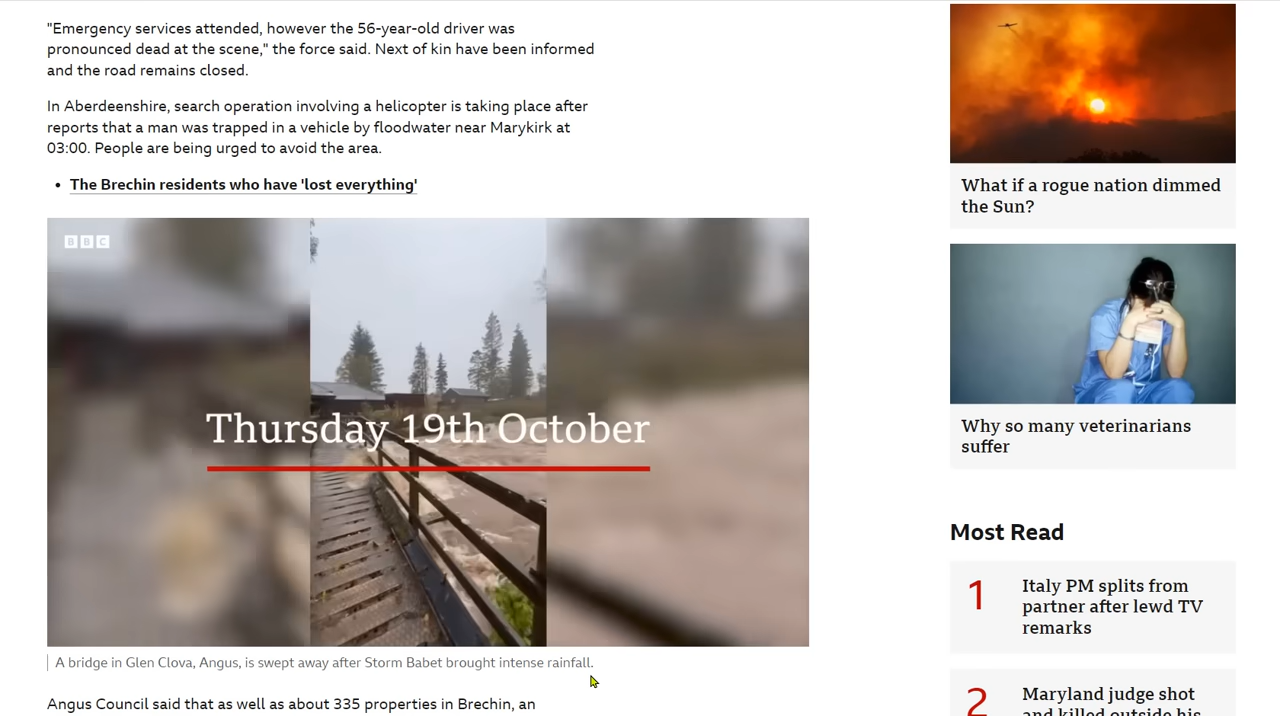 "Emergency services attended, however the 56-year-old driver was
pronounced dead at the scene," the force said. Next of kin have been informed
and the road remains closed.
In Aberdeenshire, search operation involving a helicopter is taking place after
reports that a man was trapped in a vehicle by floodwater near Marykirk at
03:00. People are being urged to avoid the area.
• The Brechin residents who have 'lost everything'
BBC
Thursday 19th October
A bridge in Glen Clova, Angus, is swept away after Storm Babet brought intense rainfall.
Angus Council said that as well as about 335 properties in Brechin, an
What if a rogue nation dimmed
the Sun?
Why so many veterinarians
suffer
Most Read
1
Italy PM splits from
partner after lewd TV
remarks
2
Maryland judge shot
and killed outside his